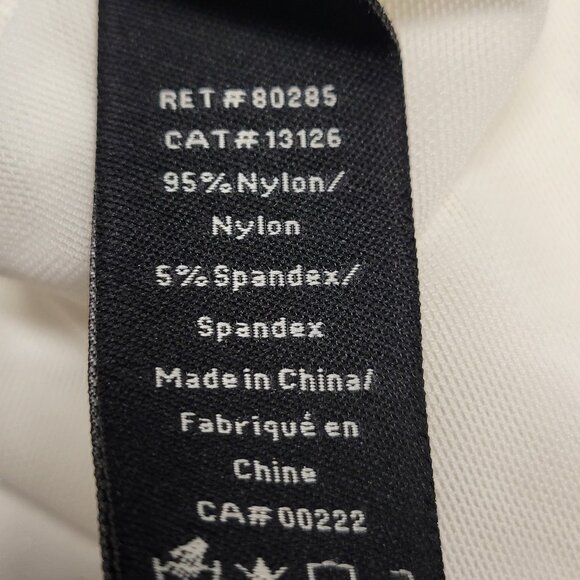 RET#80285
CAT#13126
95%Nylon/
Nylon
5%Spandex/
Spandex
Made in China/
Fabriqué en
Chine
CA#00222